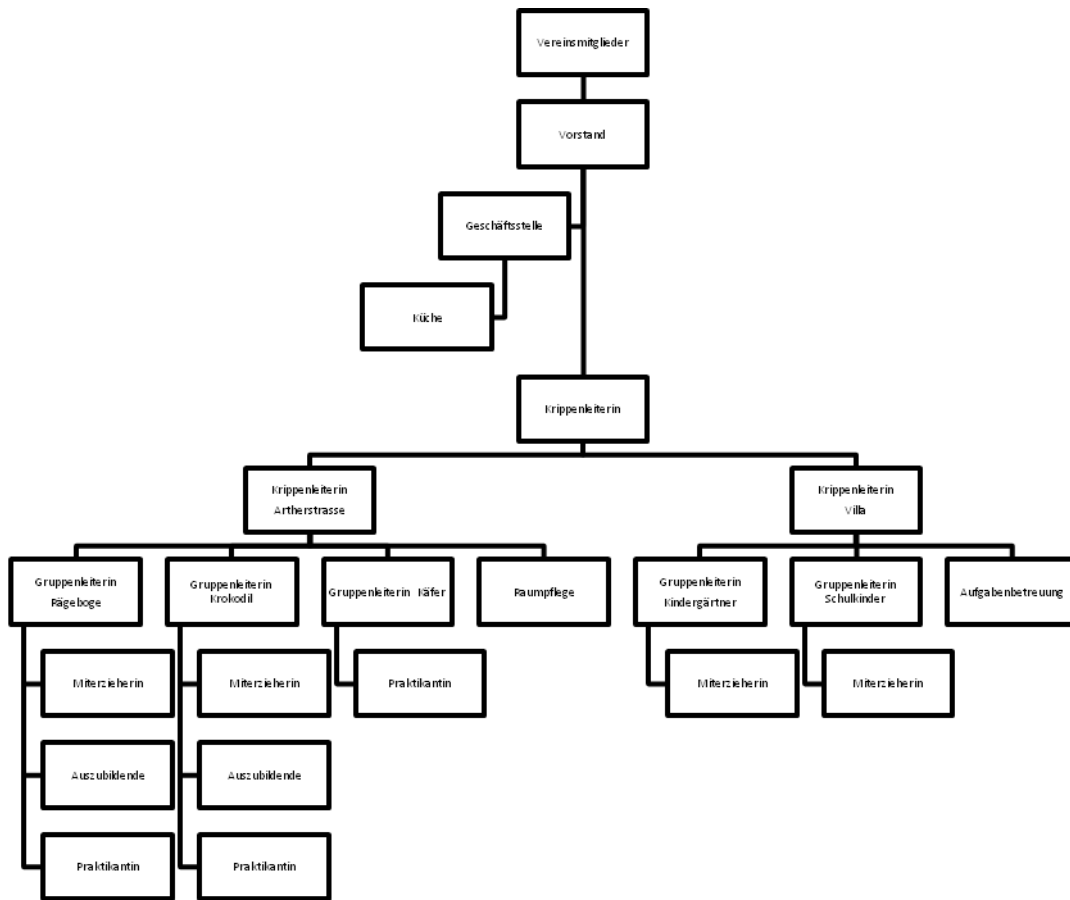 Vereinsmitglieder
Vorstand
Geschäftsstelle
Küche
Krippenleiterin
Krippenleiterin
Artherstrasse
Krippenleiterin
Villa
Gruppenleiterin
Rägeboge
Gruppenleiterin
Krokodil
Gruppenleiterin Käfer
Raumpflege
Gruppenleiterin
Kindergärtner
Gruppenleiterin
Schulkinder
Aufgabenbetreuung
Miterzieherin
Miterzieherin
Praktikantin
Miterzieherin
Miterzieherin
Auszubildende
Auszubildende
Praktikantin
Praktikantin